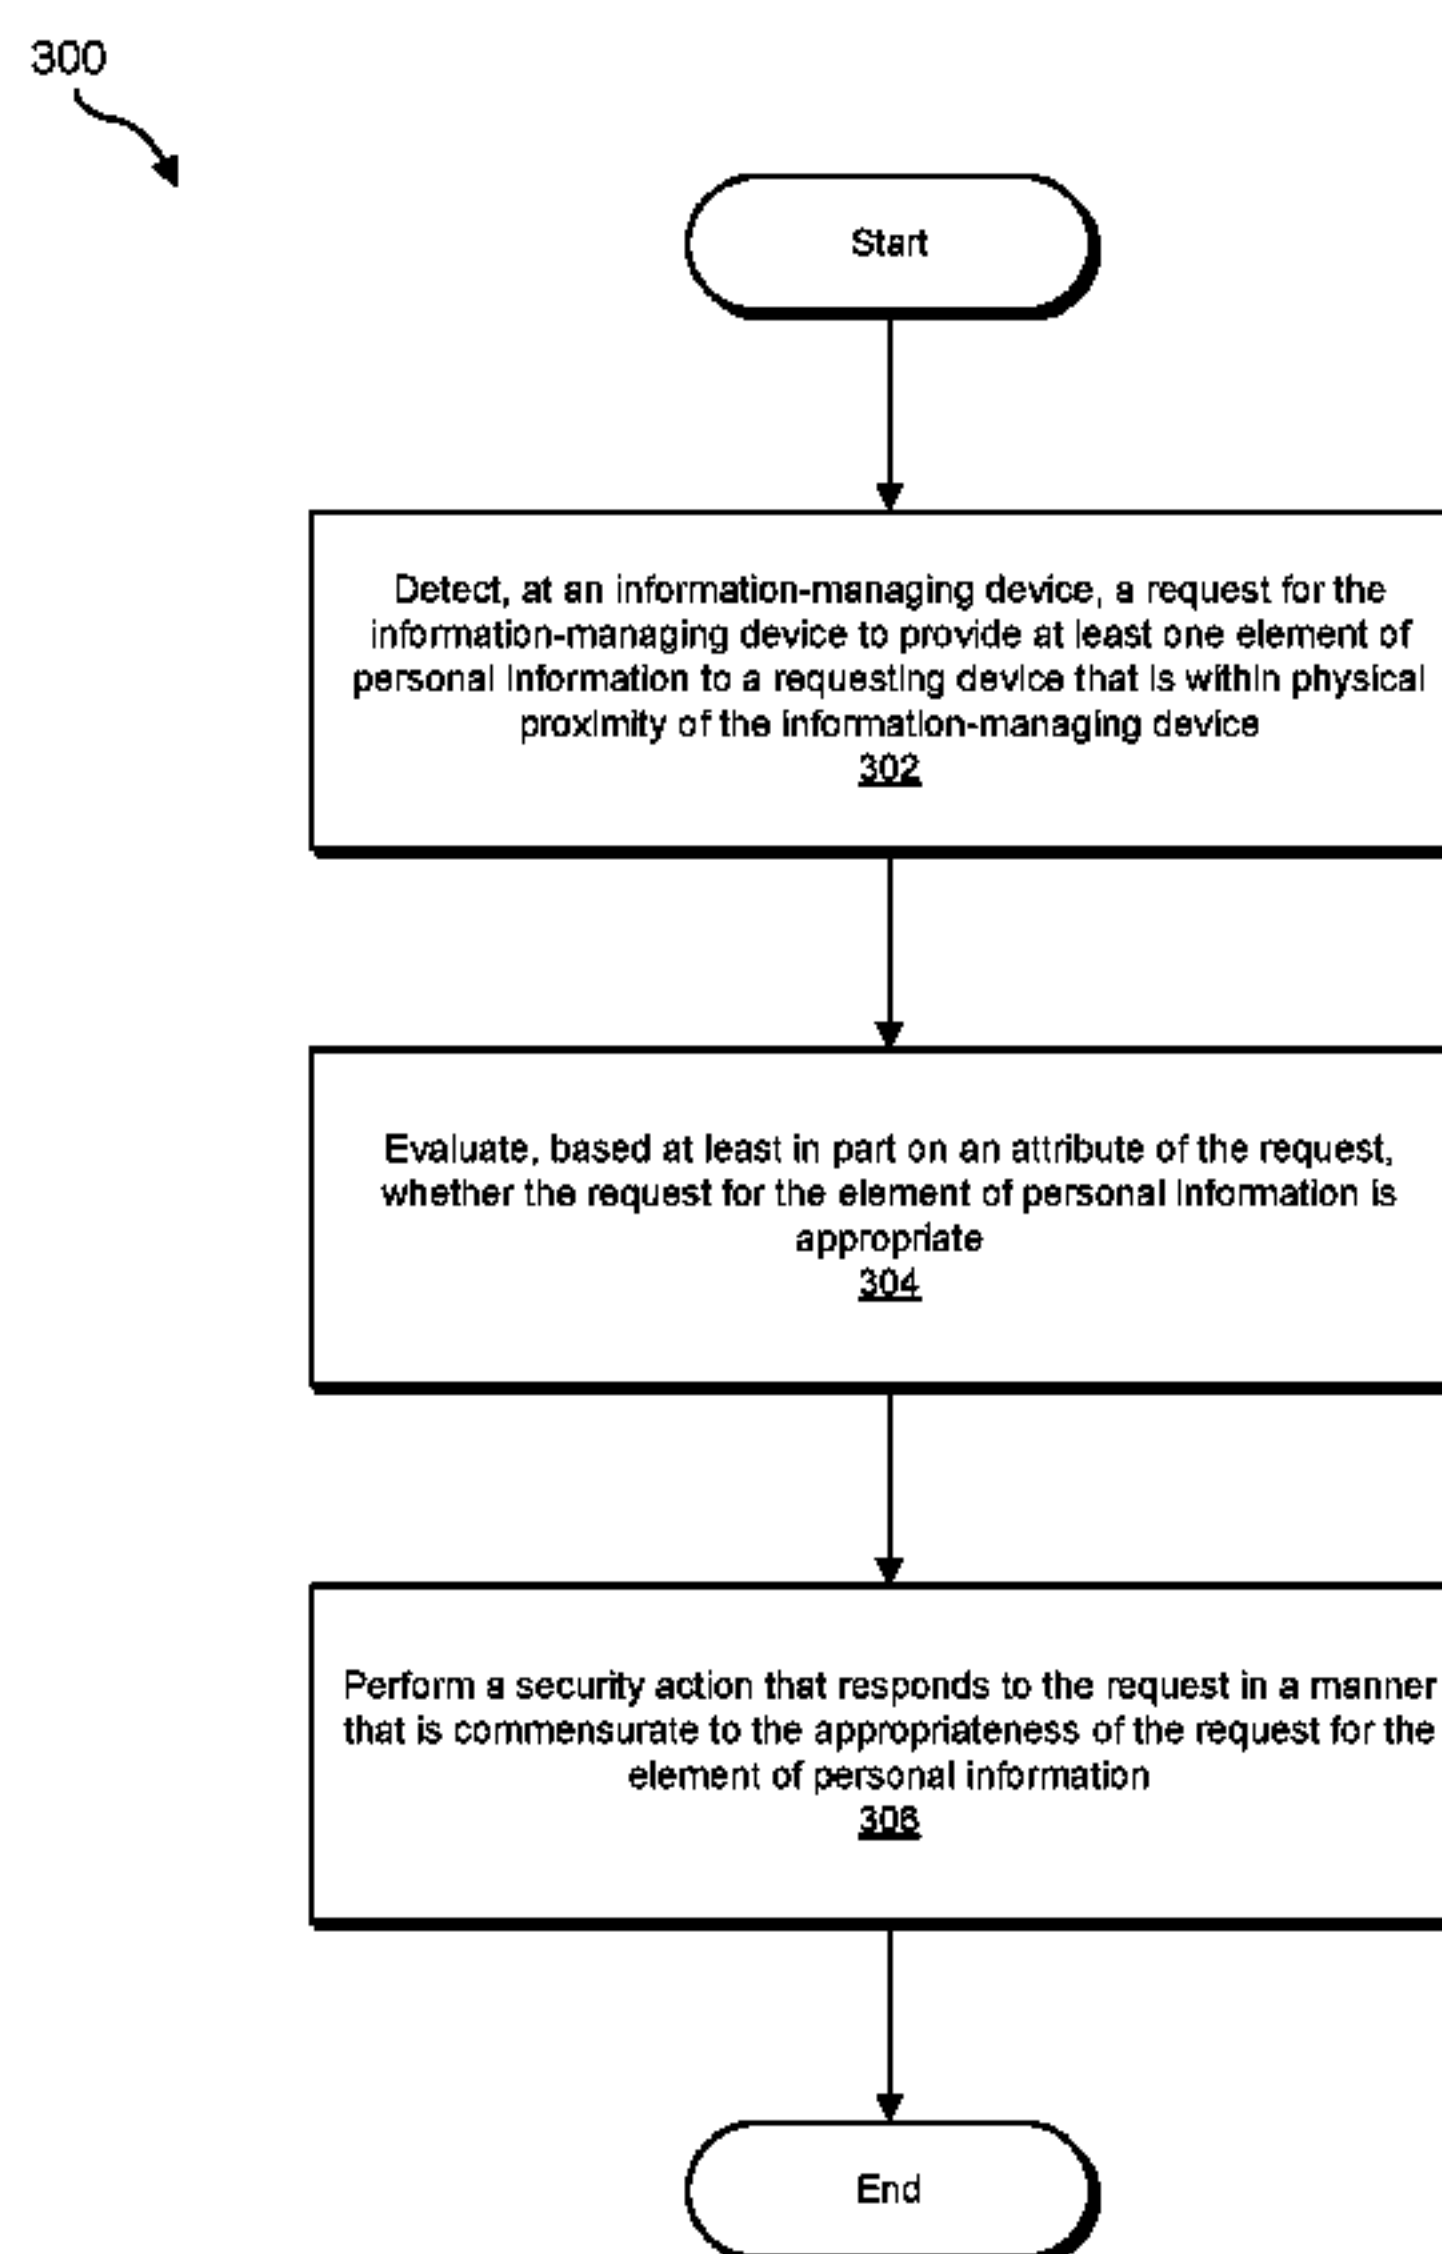 300
Start
Detect, at an information-managing device, a request for the
information-managing device to provide at least one element of
personal information to a requesting device that is within physical
proximity of the information-managing device
302
Evaluate, based at least in part on an attribute of the request,
whether the request for the element of personal information is
appropriate
304
Perform a security action that responds to the request in a manner
that is commensurate to the appropriateness of the request for the
element of personal information
306
End